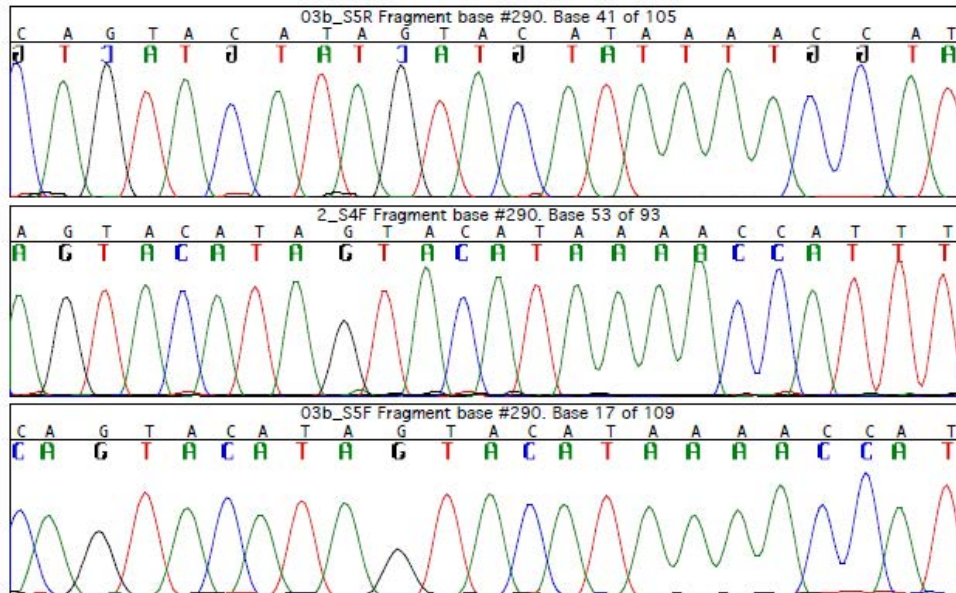 03b_S5R Fragment base #290. Base 41 of 105
C A G T A C A T A G T A C A T A A A A C C A T
G T C A T G T A T C A T G T A T T T T G G T A
2_S4F Fragment base #290. Base 53 of 93
A G T A C A T A G T A C A T A A A A C C A T T T
A G T A C A T A G T A C A T A A A A C C A T T T
03b_S5F Fragment base #290. Base 17 of 109
C A G T A C A T A G T A C A T A A A A C C A T
C A G T A C A T A G T A C A T A A A A C C A T